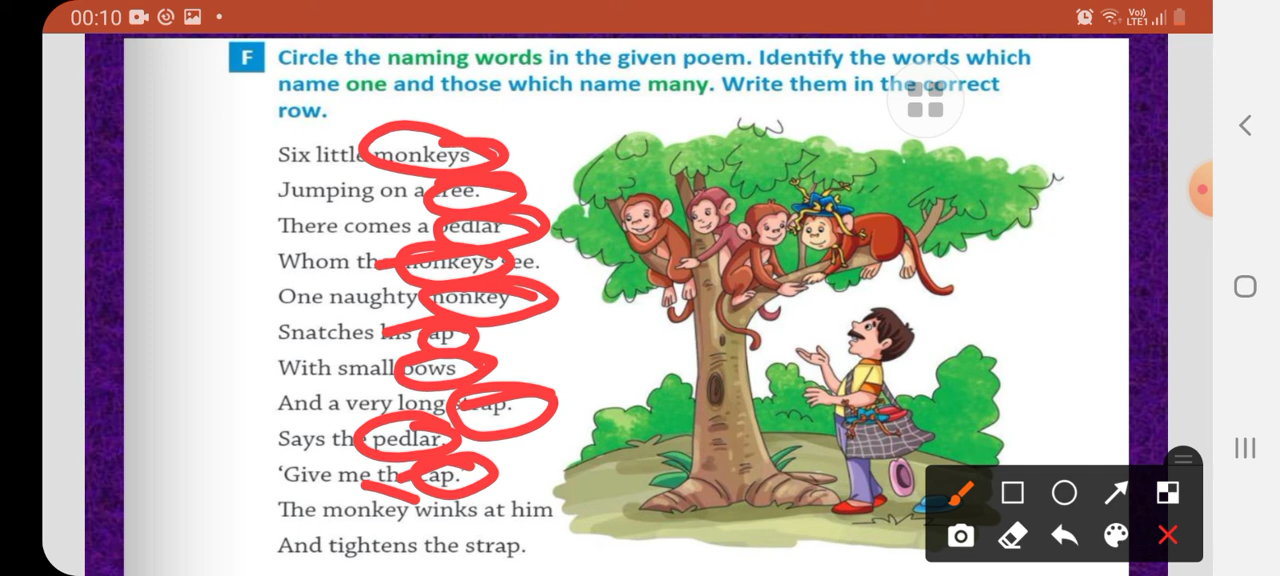 00:10
Vo))
LTE1
F Circle the naming words in the given poem. Identify the words which
name one and those which name many. Write them in the correct
row.
Six little monkeys
Jumping on a tree.
There comes a pedlar
Whom the monkeys see.
One naughty monkey
Snatches his cap
With small bows
And a very long strap.
Says the pedlar,
‘Give me the cap.’
The monkey winks at him
And tightens the strap.